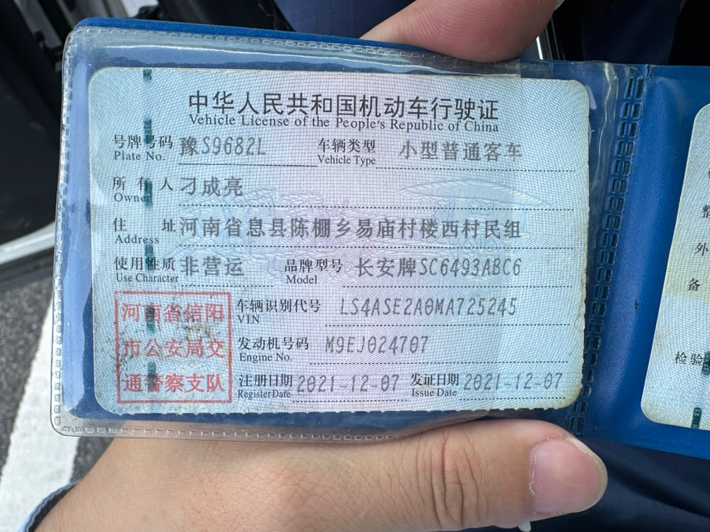 中华人民共和国机动车行驶证
Vehicle License of the People's Republic of China
号牌号码 豫S9682L 车辆类型 小型普通客车
Plate No. Vehicle Type
所有人 刁成亮
Owner
住址 河南省息县陈棚乡易庙村楼西村民组
Address
使用性质 非营运 品牌型号 长安牌SC6493ABC6
Use Character Model
河南省信阳
市公安局交
通警察支队
车辆识别代号 LS4ASE2A0MA725245
VIN
发动机号码 M9EJ024707
Engine No.
注册日期 2021-12-07 发证日期 2021-12-07
Register Date Issue Date
整
外
备
检验